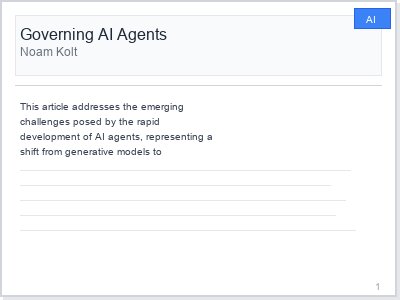 AI
Governing AI Agents
Noam Kolt
This article addresses the emerging
challenges posed by the rapid
development of AI agents, representing a
shift from generative models to
1